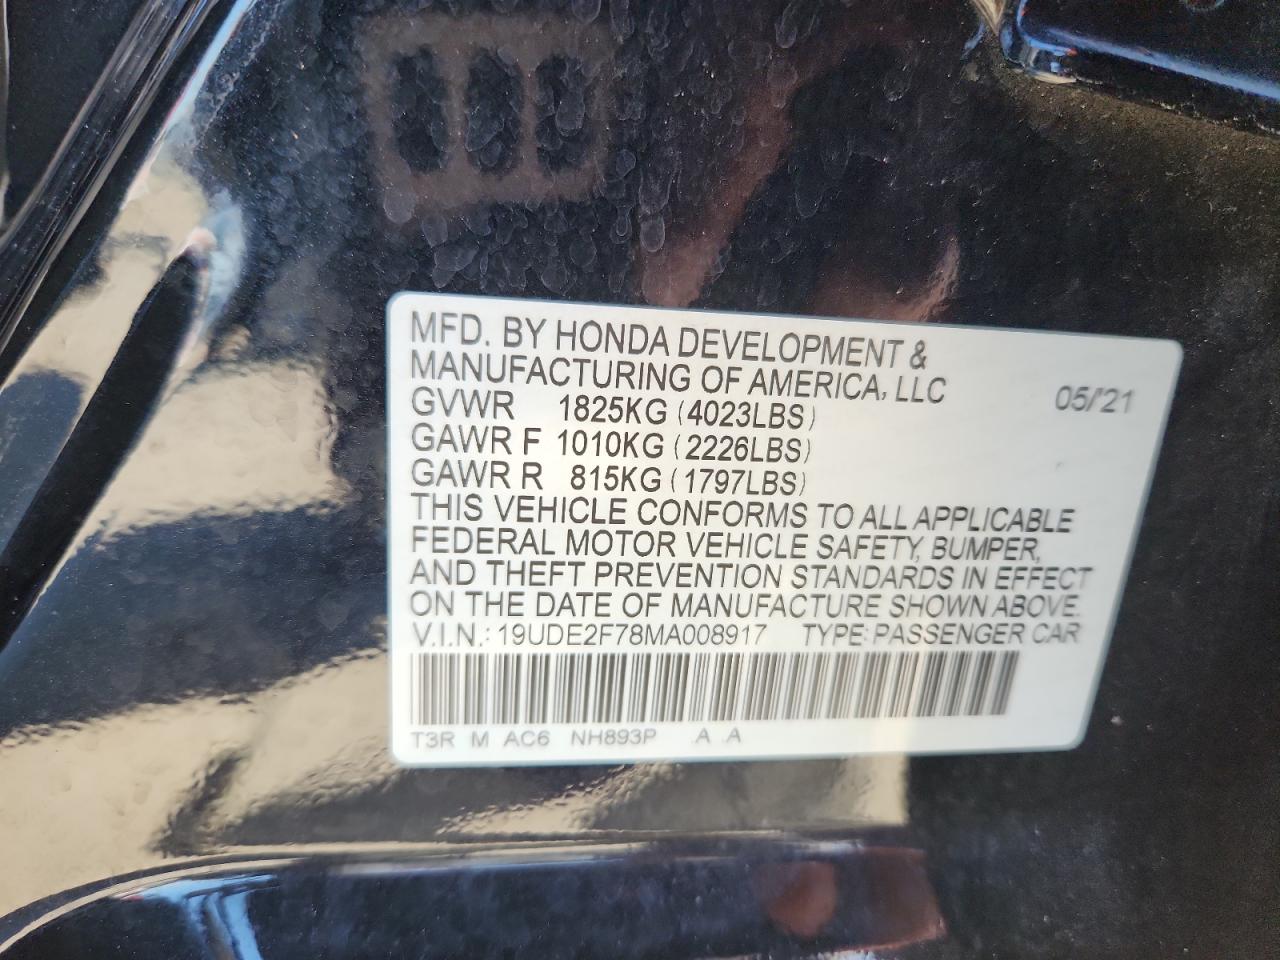 MFD. BY HONDA DEVELOPMENT &
MANUFACTURING OF AMERICA, LLC 05/'21
GVWR 1825KG (4023LBS)
GAWR F 1010KG (2226LBS)
GAWR R 815KG (1797LBS)
THIS VEHICLE CONFORMS TO ALL APPLICABLE
FEDERAL MOTOR VEHICLE SAFETY, BUMPER,
AND THEFT PREVENTION STANDARDS IN EFFECT
ON THE DATE OF MANUFACTURE SHOWN ABOVE.
V.I.N.: 19UDE2F78MA008917 TYPE: PASSENGER CAR
T3R M AC6 NH893P .A .A